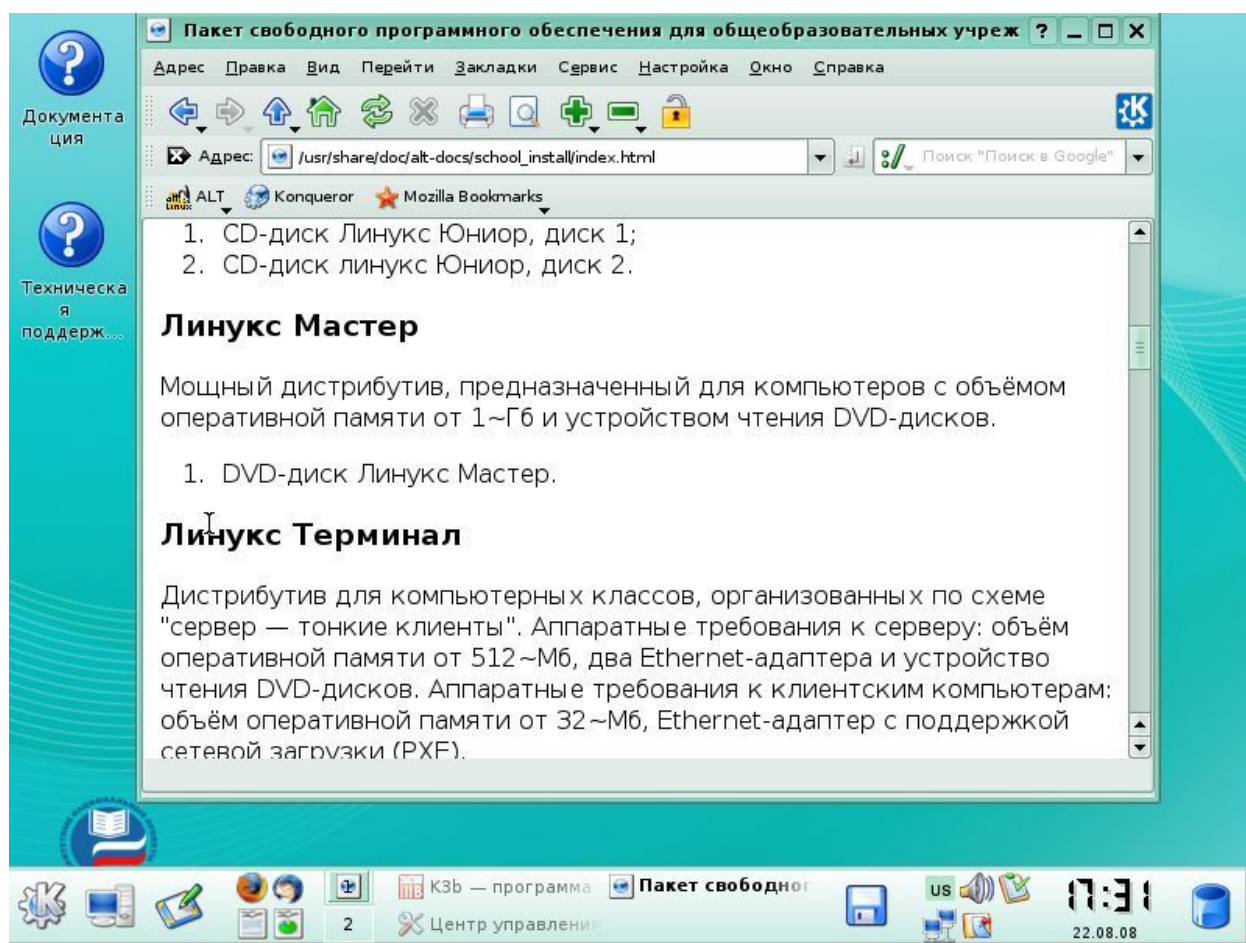 Пакет свободного программного обеспечения для общеобразовательных учреж
Адрес Правка Вид Перейти Закладки Сервис Настройка Окно Справка
Адрес: /usr/share/doc/alt-docs/school_install/index.html Поиск "Поиск в Google"
ALT Konqueror Mozilla Bookmarks
Документа
ция
Техническа
я
поддерж...
1. CD-диск Линукс Юниор, диск 1;
2. CD-диск линукс Юниор, диск 2.
Линукс Мастер
Мощный дистрибутив, предназначенный для компьютеров с объёмом
оперативной памяти от 1~Гб и устройством чтения DVD-дисков.
1. DVD-диск Линукс Мастер.
Линукс Терминал
Дистрибутив для компьютерных классов, организованных по схеме
"сервер — тонкие клиенты". Аппаратные требования к серверу: объём
оперативной памяти от 512~Мб, два Ethernet-адаптера и устройство
чтения DVD-дисков. Аппаратные требования к клиентским компьютерам:
объём оперативной памяти от 32~Мб, Ethernet-адаптер с поддержкой
сетевой загрузки (PXE).
2
K3b — программа
Центр управления
Пакет свободног
US
17:31
22.08.08